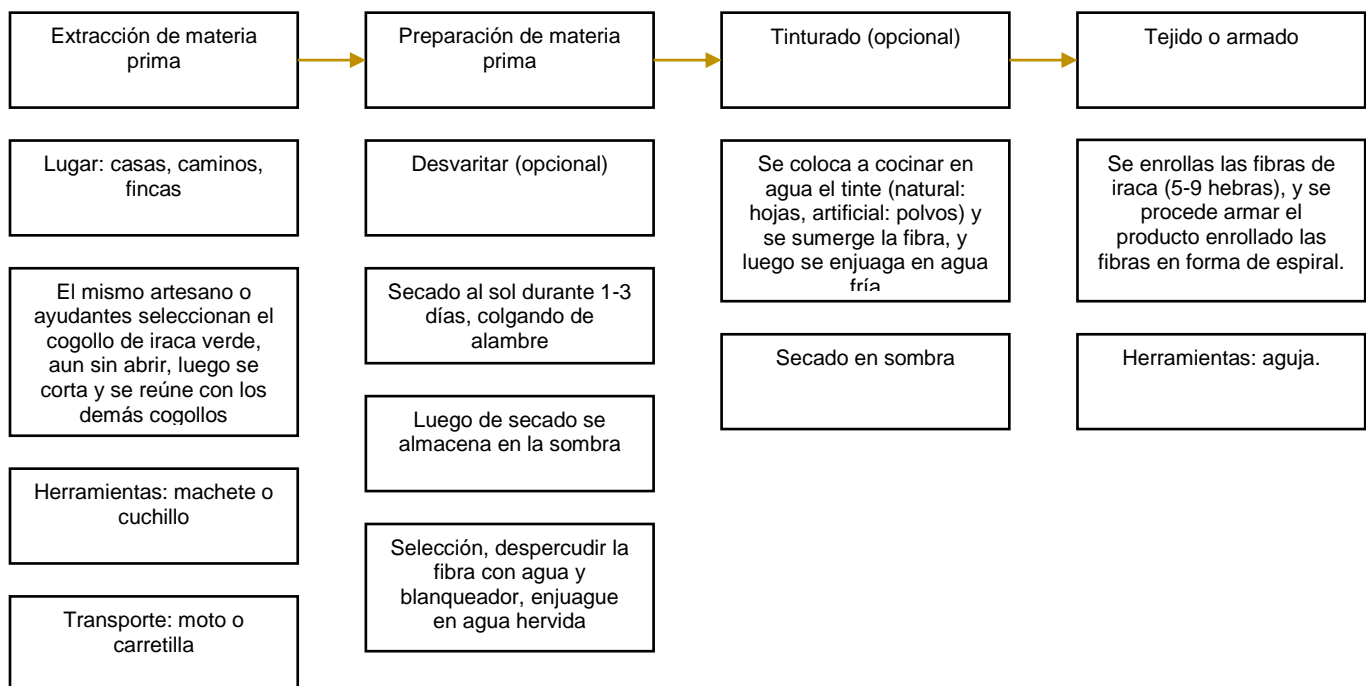 Extracción de materia
prima
Preparación de materia
prima
Tinturado (opcional)
Tejido o armado
Lugar: casas, caminos,
fincas
El mismo artesano o
ayudantes seleccionan el
cogollo de iraca verde,
aun sin abrir, luego se
corta y se reúne con los
demás cogollos
Herramientas: machete o
cuchillo
Transporte: moto o
carretilla
Desvaritar (opcional)
Secado al sol durante 1-3
días, colgando de
alambre
Luego de secado se
almacena en la sombra
Selección, despercudir la
fibra con agua y
blanqueador, enjuague
en agua hervida
Se coloca a cocinar en
agua el tinte (natural:
hojas, artificial: polvos) y
se sumerge la fibra, y
luego se enjuaga en agua
fría
Secado en sombra
Se enrollas las fibras de
iraca (5-9 hebras), y se
procede armar el
producto enrollado las
fibras en forma de espiral.
Herramientas: aguja.